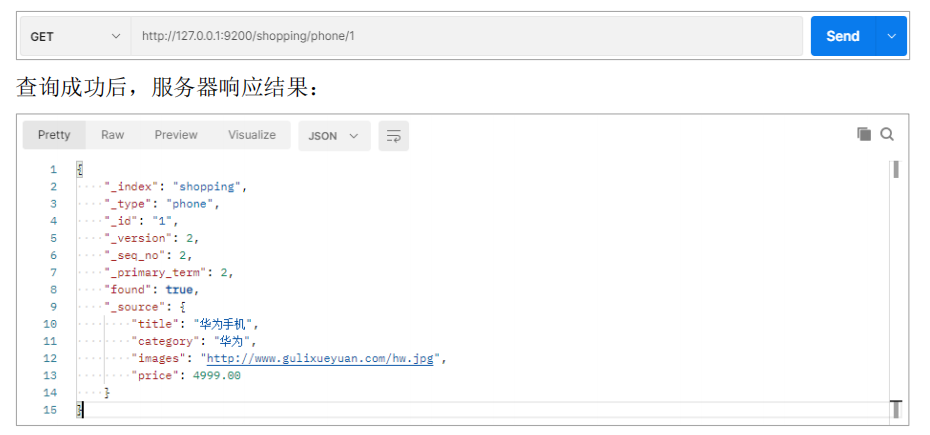 GET http://127.0.0.1:9200/shopping/phone/1 Send
查询成功后，服务器响应结果：
Pretty Raw Preview Visualize JSON
1 {
2 "_index": "shopping",
3 "_type": "phone",
4 "_id": "1",
5 "_version": 2,
6 "_seq_no": 2,
7 "_primary_term": 2,
8 "found": true,
9 "_source": {
10 "title": "华为手机",
11 "category": "华为",
12 "images": "http://www.gulixueyuan.com/hw.jpg",
13 "price": 4999.00
14 }
15 }